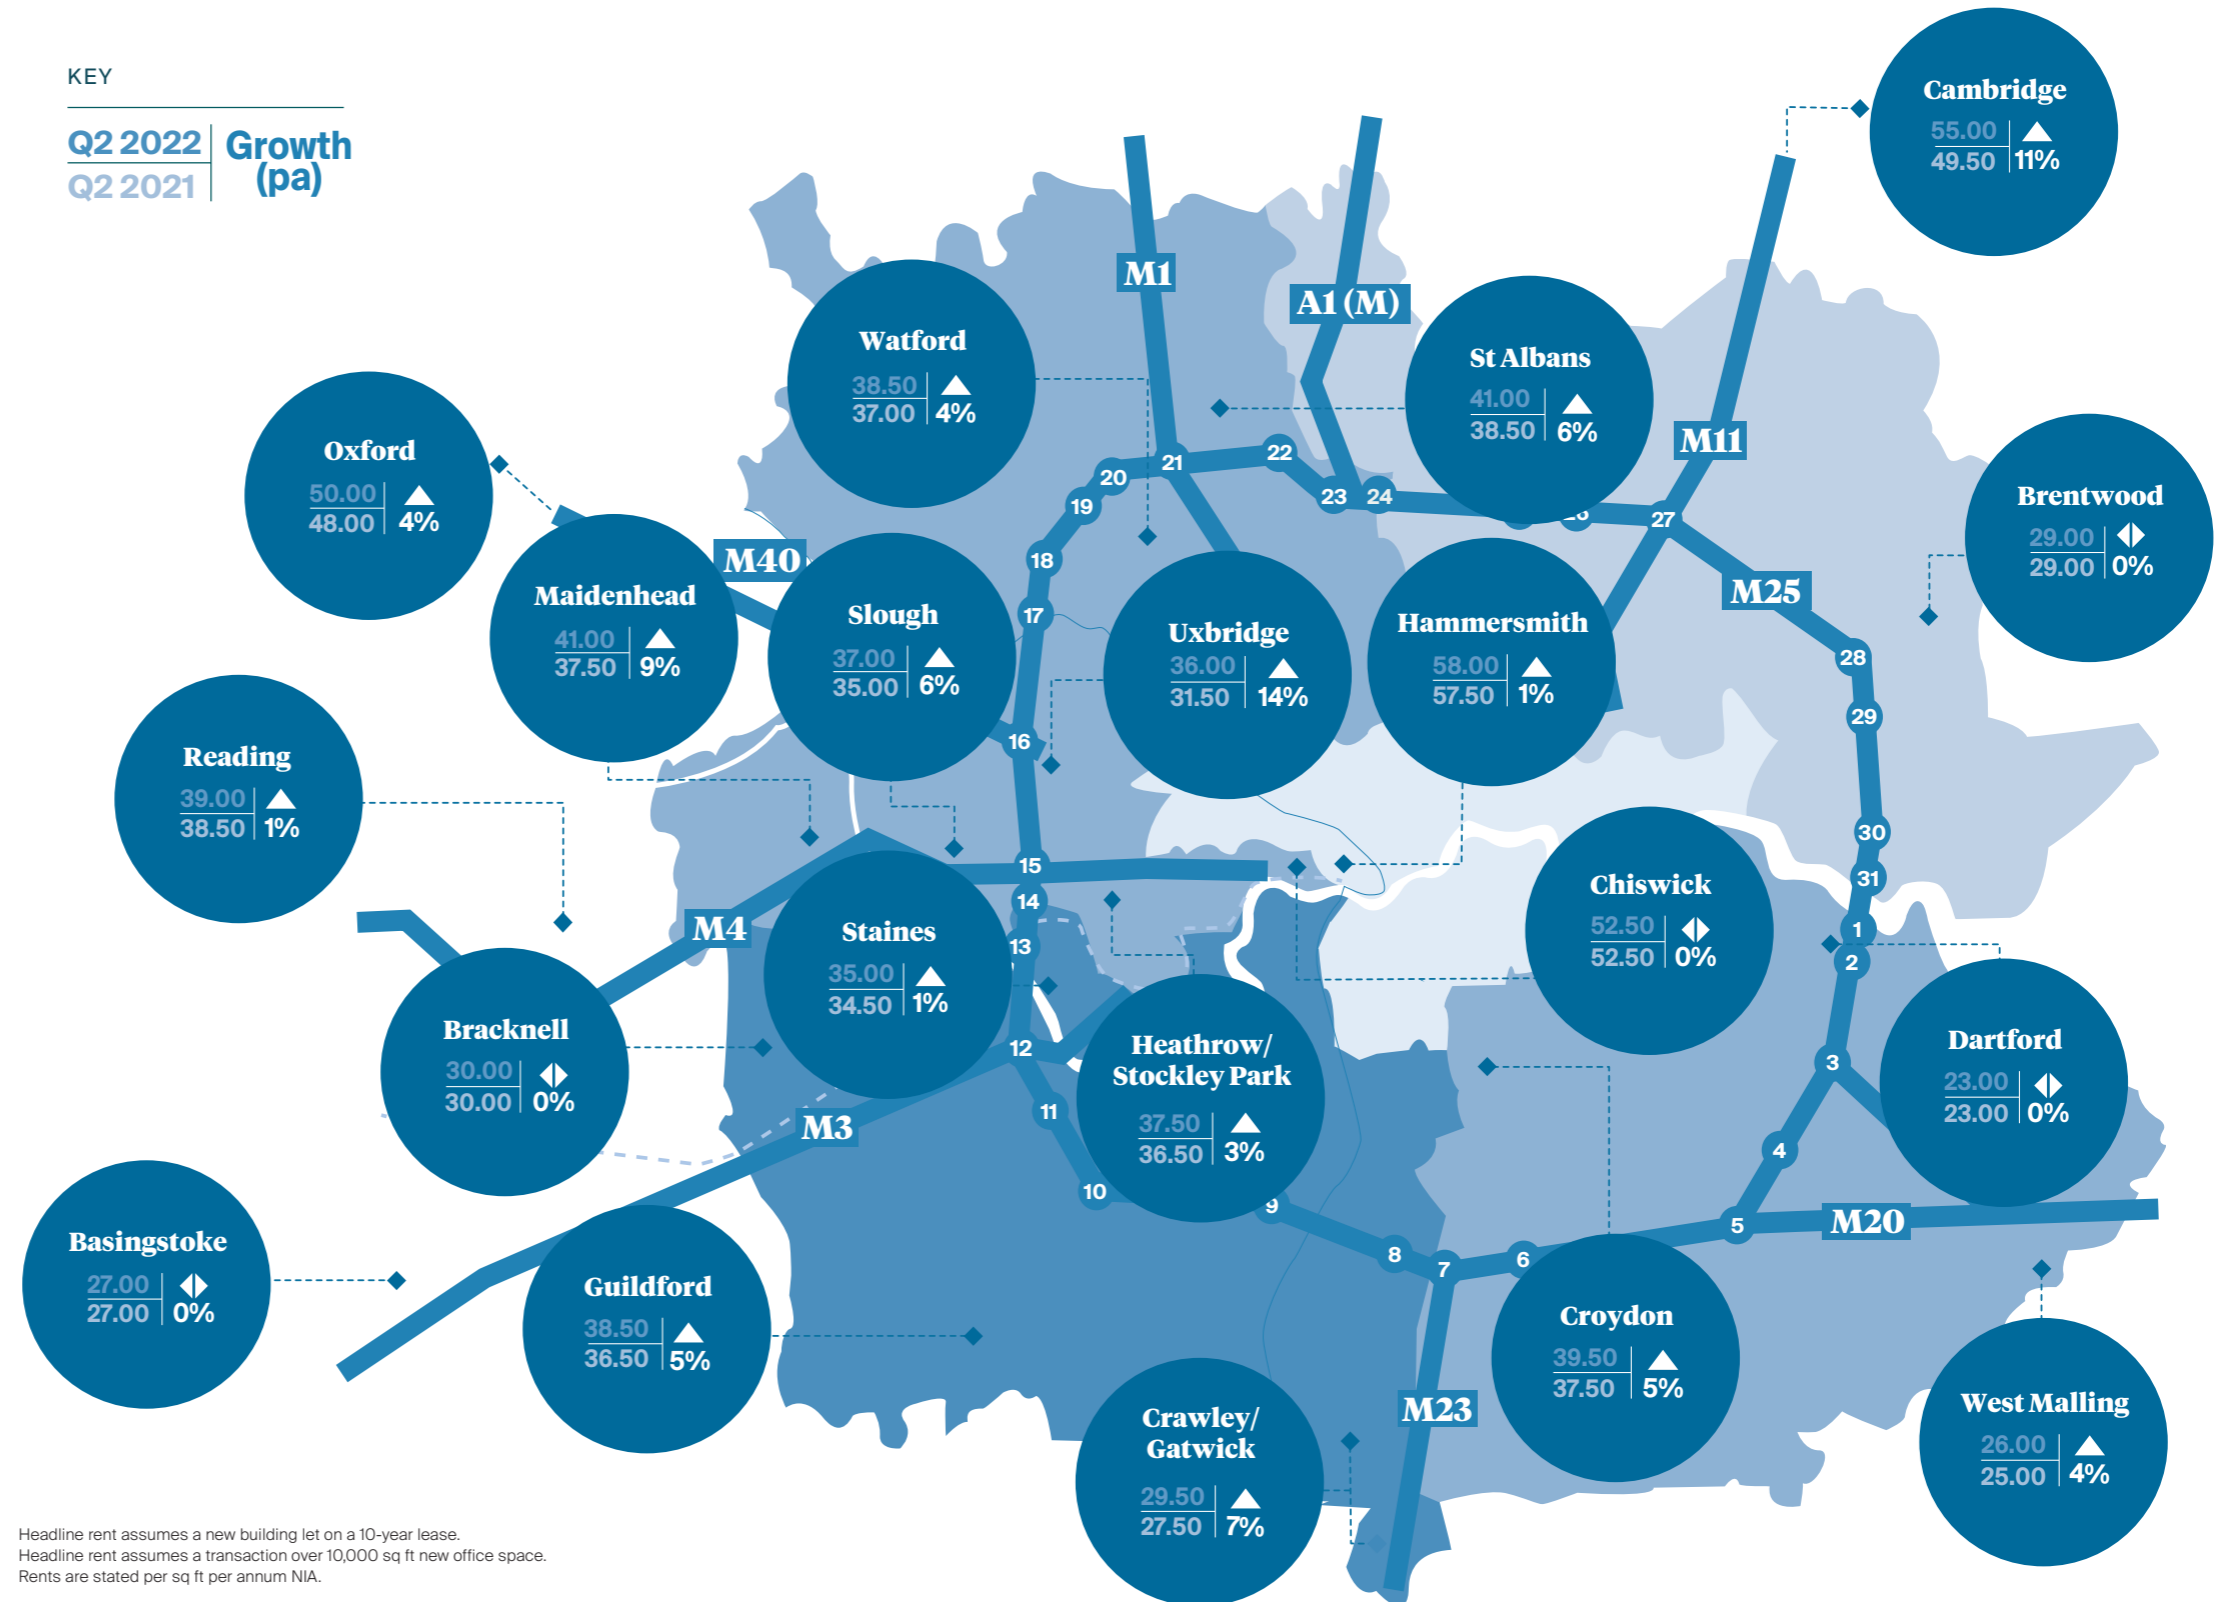 KEY
Q2 2022
Q2 2021
Growth
(pa)
Cambridge
55.00
49.50
11%
M1
A1 (M)
Watford
38.50
37.00
4%
St Albans
41.00
38.50
6%
M11
Oxford
50.00
48.00
4%
Brentwood
29.00
29.00
0%
22
21
20
19
23
24
27
18
17
M40
M25
Maidenhead
41.00
37.50
9%
Slough
37.00
35.00
6%
Uxbridge
36.00
31.50
14%
Hammersmith
58.00
57.50
1%
28
29
16
Reading
39.00
38.50
1%
30
31
15
14
13
1
2
Chiswick
52.50
52.50
0%
M4
Staines
35.00
34.50
1%
Bracknell
30.00
30.00
0%
12
11
10
9
Heathrow/
Stockley Park
37.50
36.50
3%
Dartford
23.00
23.00
0%
3
4
5
M3
M20
Basingstoke
27.00
27.00
0%
8
7
6
Guildford
38.50
36.50
5%
Croydon
39.50
37.50
5%
M23
Crawley/
Gatwick
29.50
27.50
7%
West Malling
26.00
25.00
4%
Headline rent assumes a new building let on a 10-year lease.
Headline rent assumes a transaction over 10,000 sq ft new office space.
Rents are stated per sq ft per annum NIA.